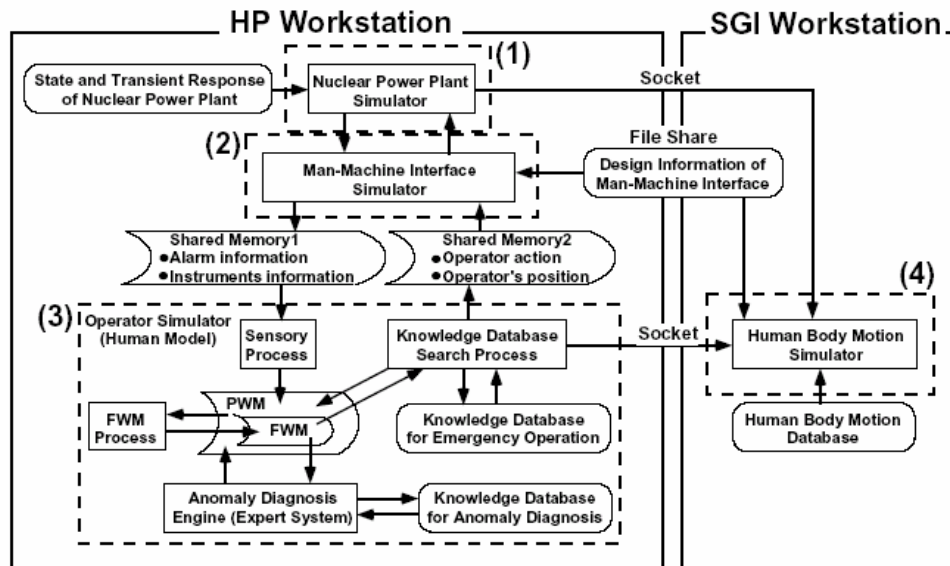 HP Workstation
SGI Workstation
(1)
State and Transient Response
of Nuclear Power Plant
Nuclear Power Plant
Simulator
Socket
(2)
File Share
Man-Machine Interface
Simulator
Design Information of
Man-Machine Interface
Shared Memory1
●Alarm information
●Instruments information
Shared Memory2
●Operator action
●Operator's position
(3)
Operator Simulator
(Human Model)
Sensory
Process
Knowledge Database
Search Process
Socket
(4)
Human Body Motion
Simulator
FWM
Process
PWM
FWM
Knowledge Database
for Emergency Operation
Human Body Motion
Database
Anomaly Diagnosis
Engine (Expert System)
Knowledge Database
for Anomaly Diagnosis